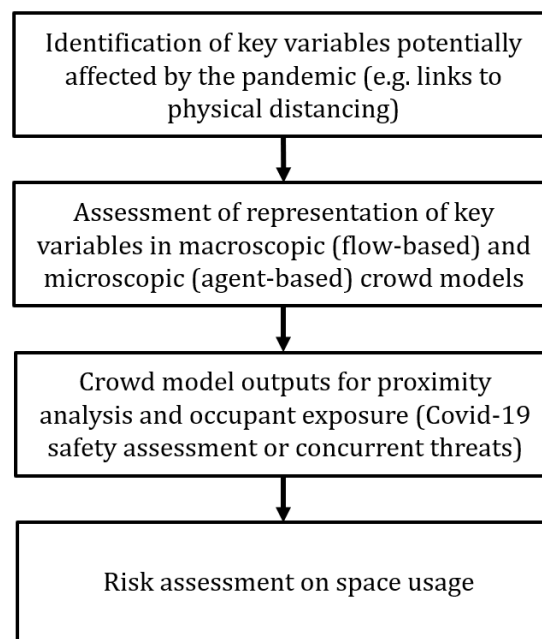 Identification of key variables potentially
affected by the pandemic (e.g. links to
physical distancing)
Assessment of representation of key
variables in macroscopic (flow-based) and
microscopic (agent-based) crowd models
Crowd model outputs for proximity
analysis and occupant exposure (Covid-19
safety assessment or concurrent threats)
Risk assessment on space usage